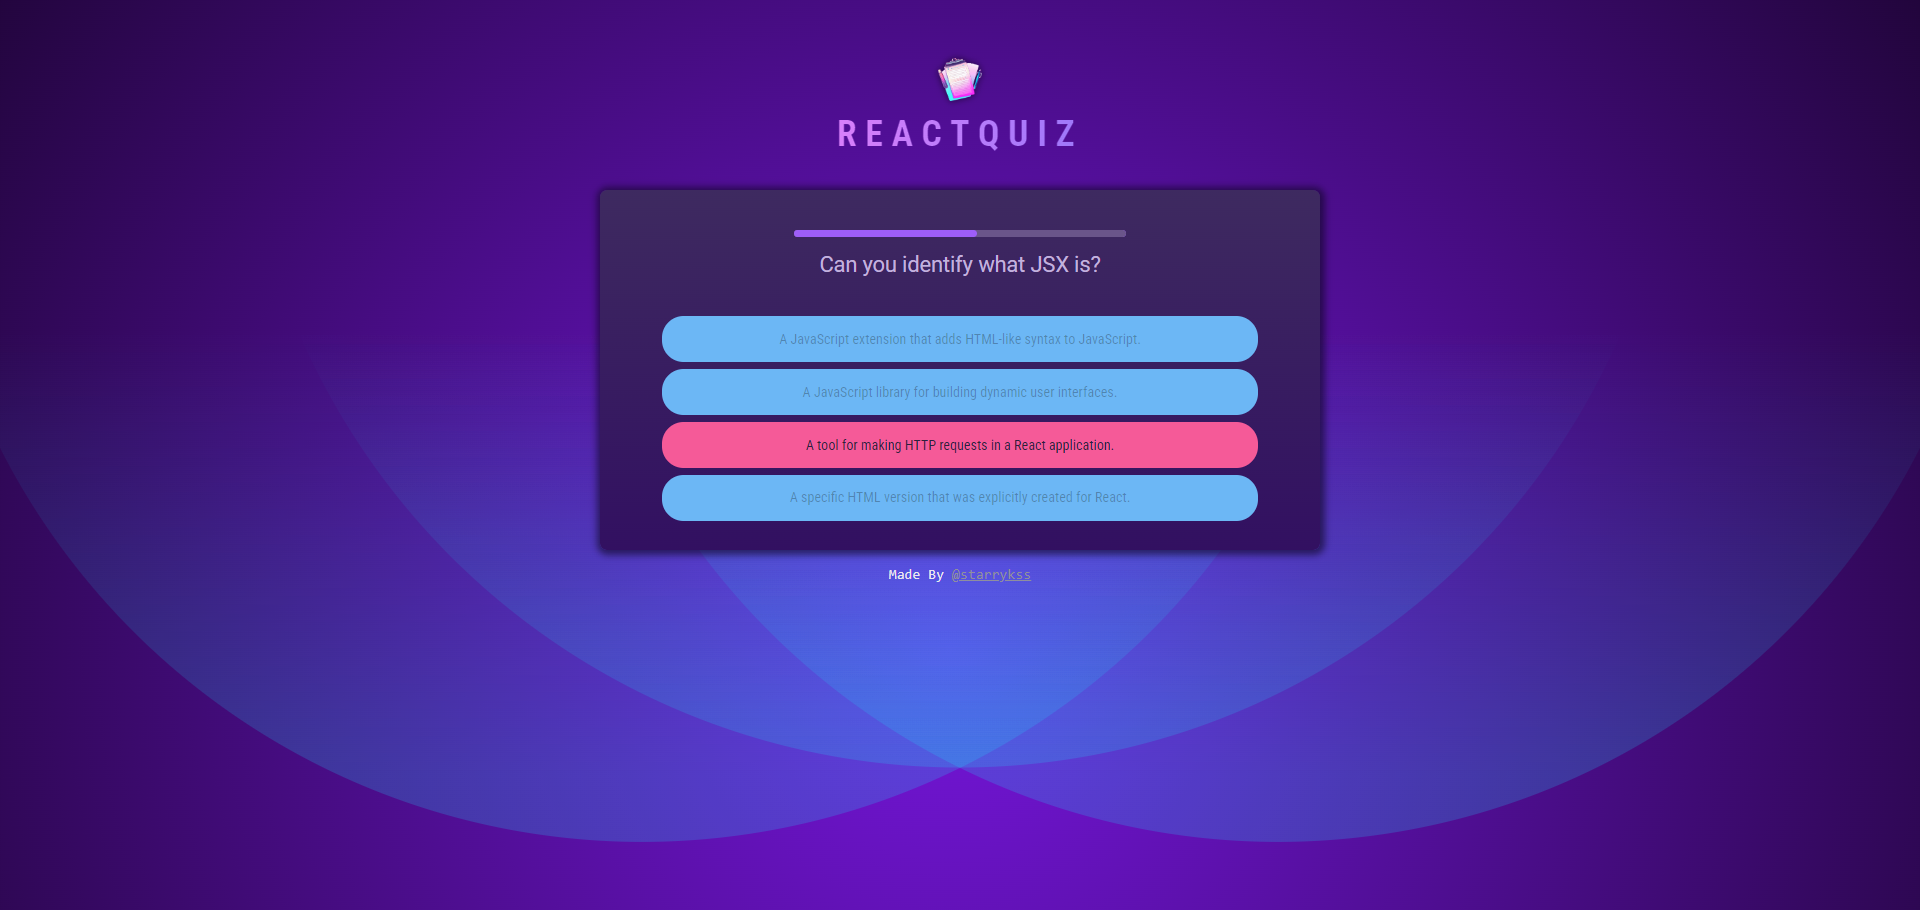 REACTQUIZ
Can you identify what JSX is?
A JavaScript extension that adds HTML-like syntax to JavaScript.
A JavaScript library for building dynamic user interfaces.
A tool for making HTTP requests in a React application.
A specific HTML version that was explicitly created for React.
Made By @starrykss